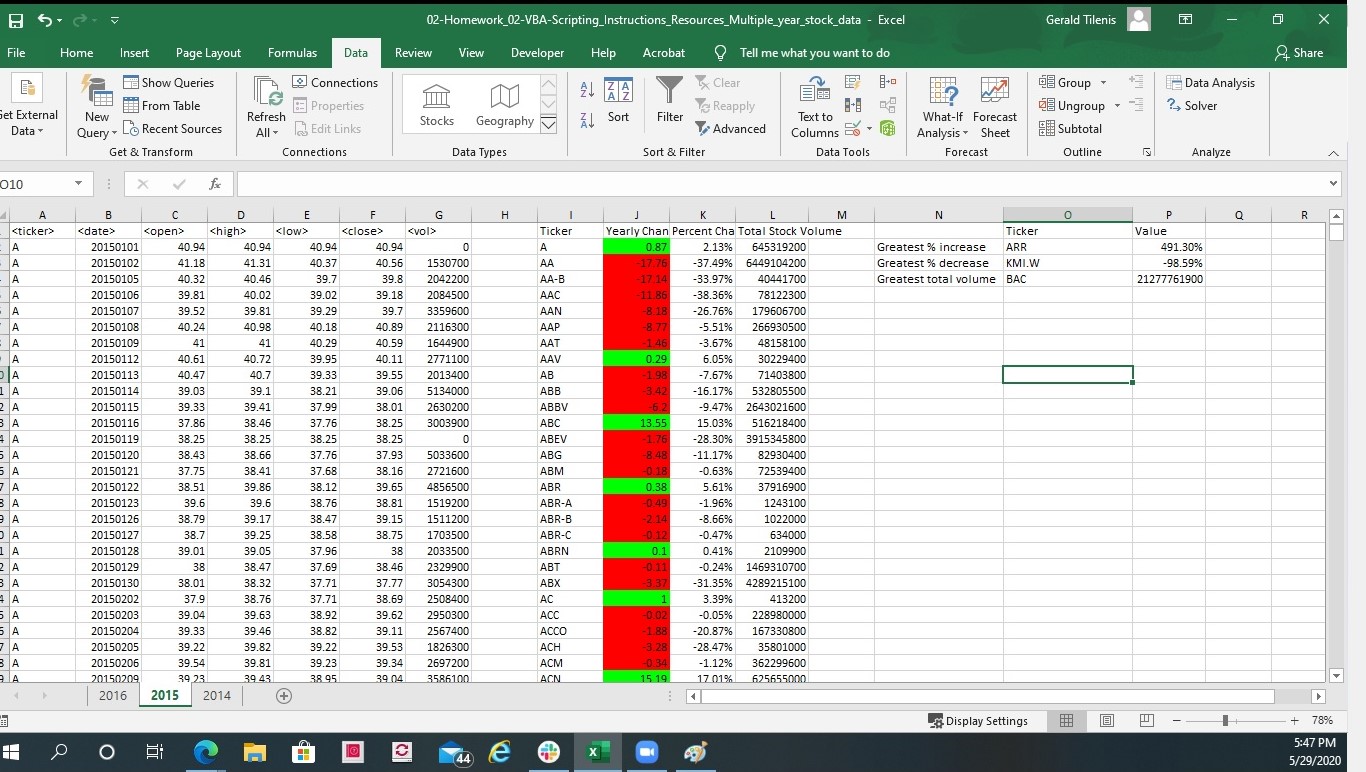 02-Homework_02-VBA-Scripting_Instructions_Resources_Multiple_year_stock_data - Excel Gerald Tilenis
File Home Insert Page Layout Formulas Data Review View Developer Help Acrobat Tell me what you want to do Share
Get External Data
New Query
Show Queries
From Table
Recent Sources
Get & Transform
Refresh All
Connections
Properties
Edit Links
Connections
Stocks Geography
Data Types
Sort
Filter
Clear
Reapply
Advanced
Sort & Filter
Text to Columns
Data Tools
What-If Analysis
Forecast Sheet
Forecast
Group
Ungroup
Subtotal
Outline
Data Analysis
Solver
Analyze
O10 fx
A B C D E F G H I J K L M N O P Q R
<ticker> <date> <open> <high> <low> <close> <vol> Ticker Yearly Chan Percent Cha Total Stock Volume Ticker Value
A 20150101 40.94 40.94 40.94 40.94 0 A 0.87 2.13% 645319200 Greatest % increase ARR 491.30%
A 20150102 41.18 41.31 40.37 40.56 1530700 AA -17.76 -37.49% 6449104200 Greatest % decrease KMI.W -98.59%
A 20150105 40.32 40.46 39.7 39.8 2042200 AA-B -17.14 -33.97% 40441700 Greatest total volume BAC 21277761900
A 20150106 39.81 40.02 39.02 39.18 2084500 AAC -11.86 -38.36% 78122300
A 20150107 39.52 39.81 39.29 39.7 3359600 AAN -8.18 -26.76% 179606700
A 20150108 40.24 40.98 40.18 40.89 2116300 AAP -8.77 -5.51% 266930500
A 20150109 41 41 40.29 40.59 1644900 AAT -1.46 -3.67% 48158100
A 20150112 40.61 40.72 39.95 40.11 2771100 AAV 0.29 6.05% 30229400
A 20150113 40.47 40.7 39.33 39.55 2013400 AB -1.98 -7.67% 71403800
A 20150114 39.03 39.1 38.21 39.06 5134000 ABB -3.42 -16.17% 532805500
A 20150115 39.33 39.41 37.99 38.01 2630200 ABBV -6.2 -9.47% 2643021600
A 20150116 37.86 38.46 37.76 38.25 3003900 ABC 13.55 15.03% 516218400
A 20150119 38.25 38.25 38.25 38.25 0 ABEV -1.76 -28.30% 3915345800
A 20150120 38.43 38.66 37.76 37.93 5033600 ABG -8.48 -11.17% 82930400
A 20150121 37.75 38.41 37.68 38.16 2721600 ABM -0.18 -0.63% 72539400
A 20150122 38.51 39.86 38.12 39.65 4856500 ABR 0.38 5.61% 37916900
A 20150123 39.6 39.6 38.76 38.81 1519200 ABR-A -0.49 -1.96% 1243100
A 20150126 38.79 39.17 38.47 39.15 1511200 ABR-B -2.14 -8.66% 1022000
A 20150127 38.7 39.25 38.58 38.75 1703500 ABR-C -0.12 -0.47% 634000
A 20150128 39.01 39.05 37.96 38 2033500 ABRN 0.1 0.41% 2109900
A 20150129 38 38.47 37.69 38.46 2329900 ABT -0.11 -0.24% 1469310700
A 20150130 38.01 38.32 37.71 37.77 3054300 ABX -3.37 -31.35% 4289215100
A 20150202 37.9 38.76 37.71 38.69 2508400 AC 1 3.39% 413200
A 20150203 39.04 39.63 38.92 39.62 2950300 ACC -0.02 -0.05% 228980000
A 20150204 39.33 39.46 38.82 39.11 2567400 ACCO -1.88 -20.87% 167330800
A 20150205 39.22 39.82 39.22 39.53 1826300 ACH -3.28 -28.47% 35801000
A 20150206 39.54 39.81 39.23 39.34 2697200 ACM -0.34 -1.12% 362299600
A 20150209 39.23 39.43 38.95 39.04 3586100 ACN 15.19 17.01% 625655000
2016 2015 2014
Display Settings 78%
44
5:47 PM
5/29/2020